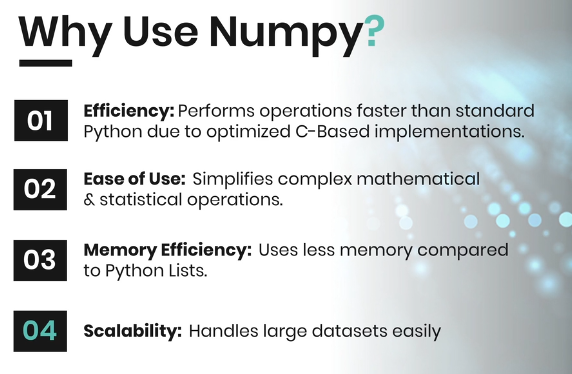 Why Use Numpy?
01
Efficiency: Performs operations faster than standard
Python due to optimized C-Based implementations.
02
Ease of Use: Simplifies complex mathematical
& statistical operations.
03
Memory Efficiency: Uses less memory compared
to Python Lists.
04
Scalability: Handles large datasets easily